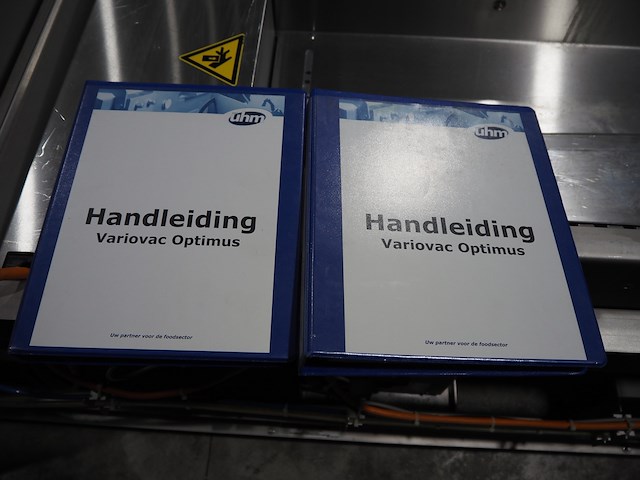 uhm
Handleiding
Variovac Optimus
Uw partner voor de foodsector
uhm
Handleiding
Variovac Optimus
Uw partner voor de foodsector